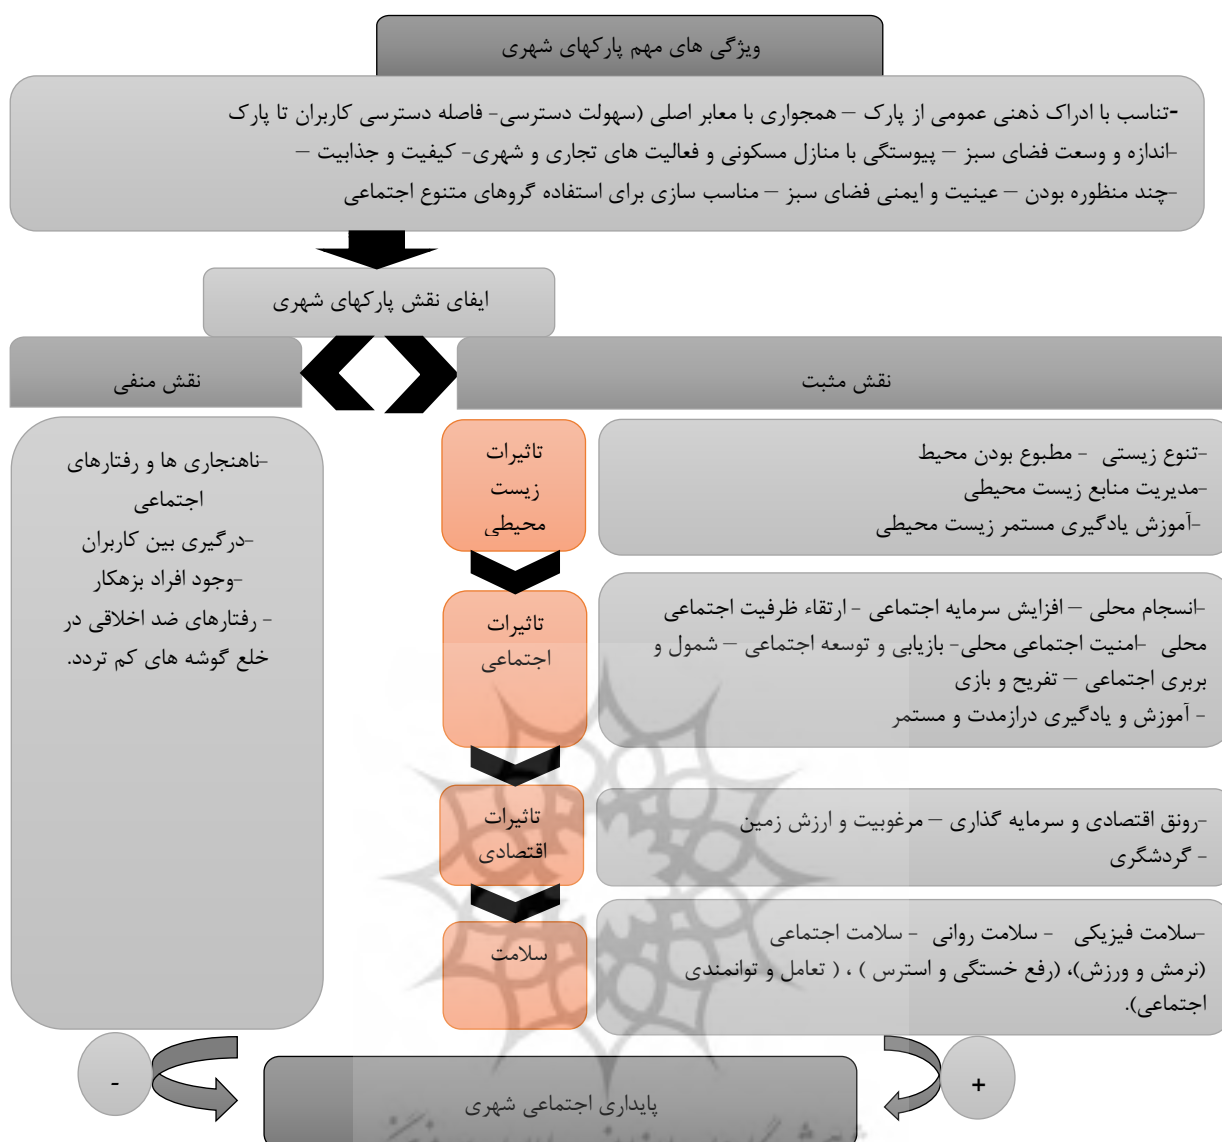 ویژگی های مهم پارکهای شهری
-تناسب با ادراک ذهنی عمومی از پارک – همجواری با معابر اصلی (سهولت دسترسی- فاصله دسترسی کاربران تا پارک
-اندازه و وسعت فضای سبز – پیوستگی با منازل مسکونی و فعالیت های تجاری و شهری- کیفیت و جذابیت –
-چند منظوره بودن – عینیت و ایمنی فضای سبز – مناسب سازی برای استفاده گروهای متنوع اجتماعی
ایفای نقش پارکهای شهری
نقش مثبت
نقش منفی
تاثیرات
زیست
محیطی
-تنوع زیستی - مطبوع بودن محیط
-مدیریت منابع زیست محیطی
-آموزش یادگیری مستمر زیست محیطی
تاثیرات
اجتماعی
-انسجام محلی – افزایش سرمایه اجتماعی - ارتقاء ظرفیت اجتماعی
محلی -امنیت اجتماعی محلی- بازیابی و توسعه اجتماعی – شمول و
بربری اجتماعی – تفریح و بازی
- آموزش و یادگیری درازمدت و مستمر
تاثیرات
اقتصادی
-رونق اقتصادی و سرمایه گذاری – مرغوبیت و ارزش زمین
- گردشگری
سلامت
-سلامت فیزیکی - سلامت روانی - سلامت اجتماعی
(نرمش و ورزش)، (رفع خستگی و استرس ) ، ( تعامل و توانمندی
اجتماعی).
-ناهنجاری ها و رفتارهای
اجتماعی
-درگیری بین کاربران
-وجود افراد بزهکار
- رفتارهای ضد اخلاقی در
خلع گوشه های کم تردد.
+
-
پایداری اجتماعی شهری